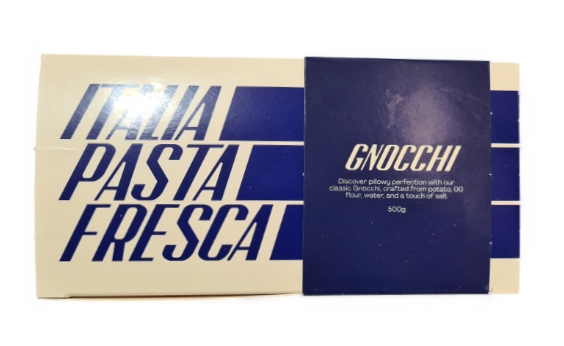 ITALIA
PASTA
FRESCA
GNOCCHI
Discover pillowy perfection with our
classic Gnocchi, crafted from potato, 00
flour, water, and a touch of salt.
500g